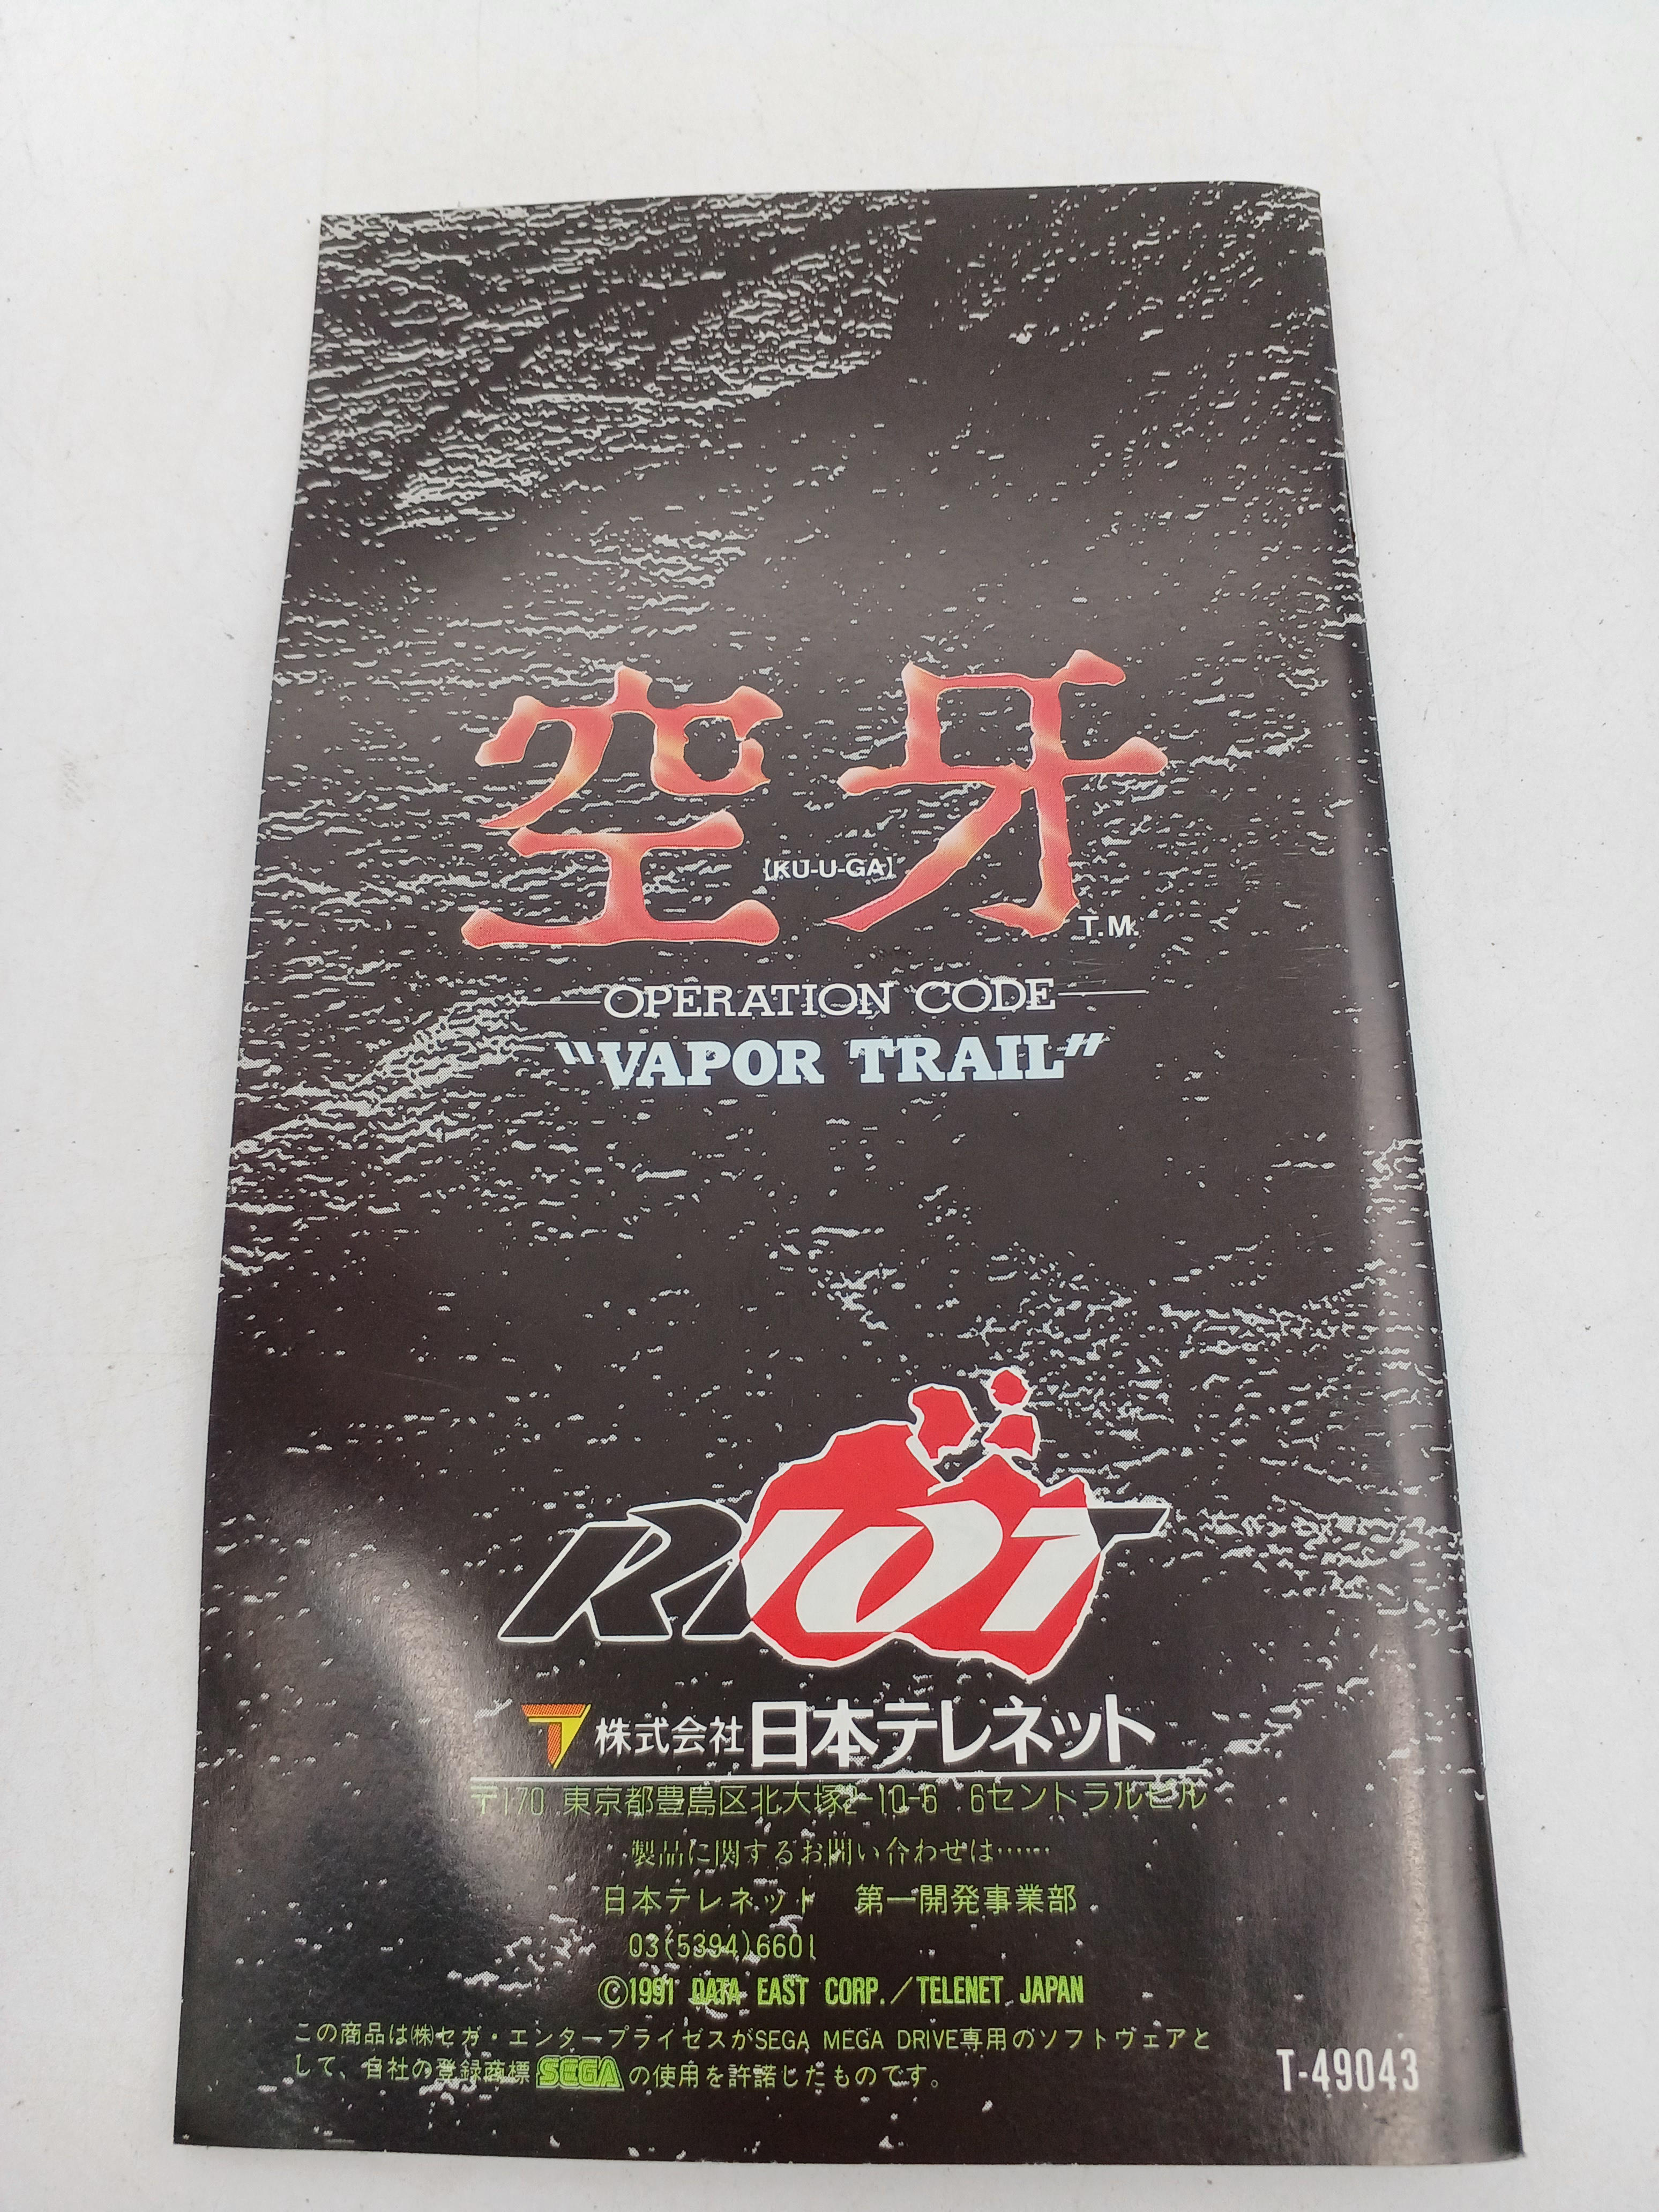 空牙
【KU-U-GA】
T.M.
OPERATION CODE
"VAPOR TRAIL"
RIOT
株式会社日本テレネット
〒170 東京都豊島区北大塚2-10-6 6セントラルビル
製品に関するお問い合わせは……
日本テレネット 第一開発事業部
03(5394)6601
©1991 DATA EAST CORP./TELENET JAPAN
この商品は㈱セガ・エンタープライゼスがSEGA MEGA DRIVE専用のソフトウェアと
して、自社の登録商標SEGAの使用を許諾したものです。
T-49043